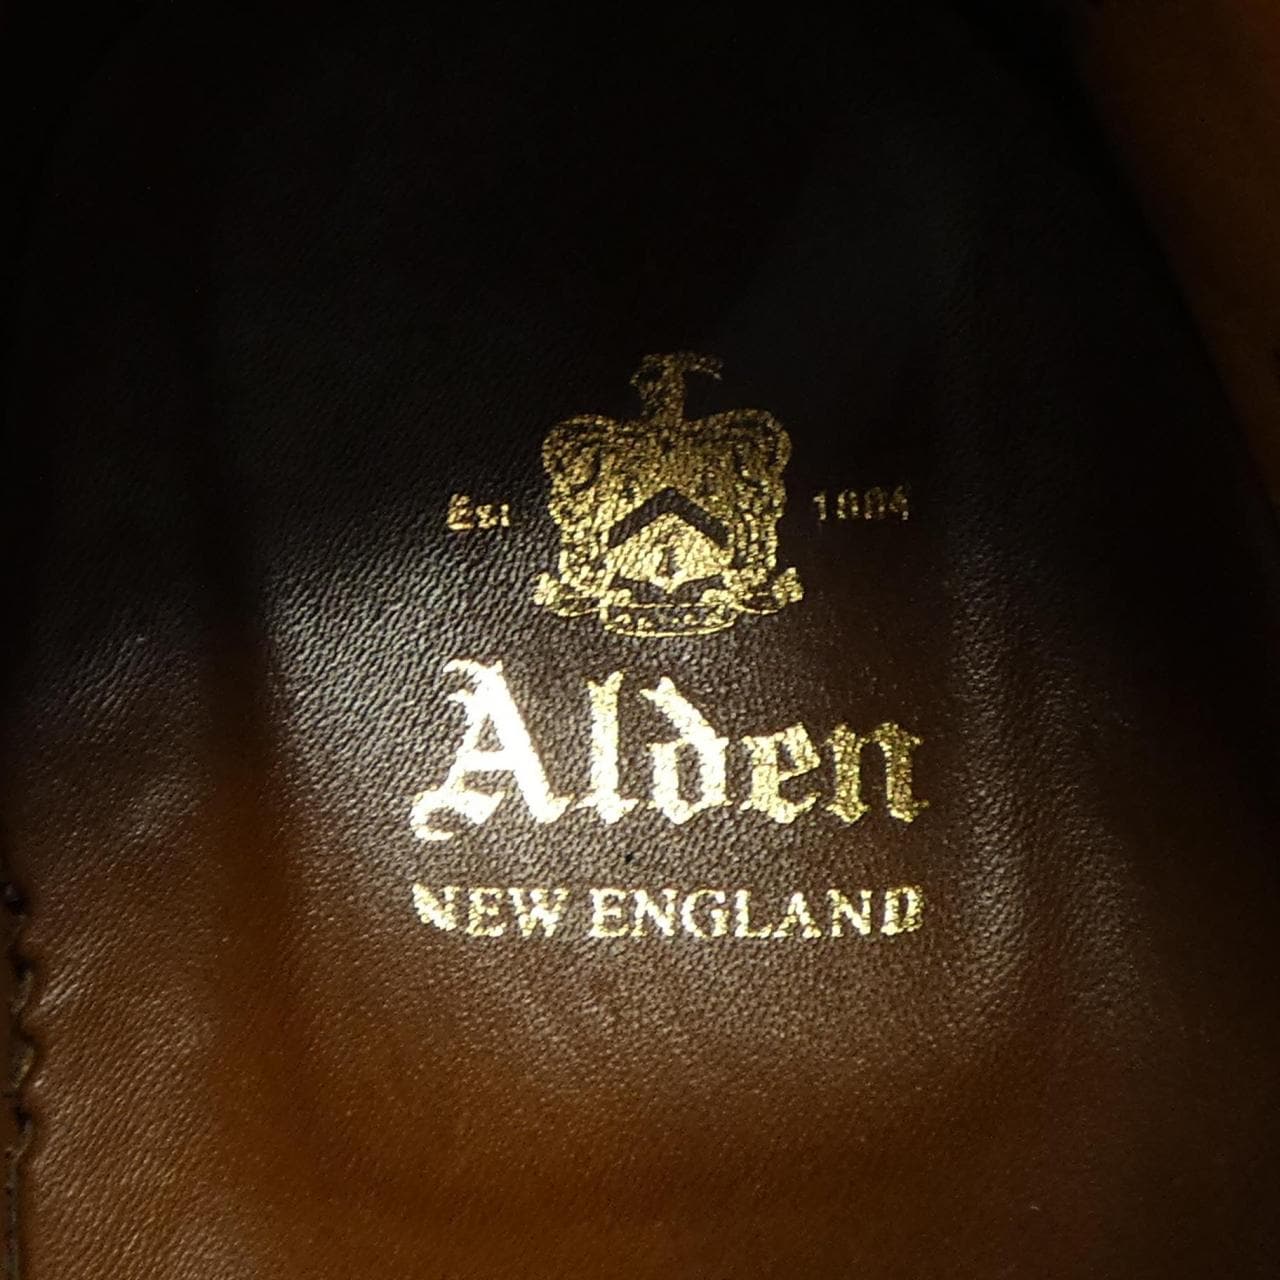 Est 1884
Alden
NEW ENGLAND